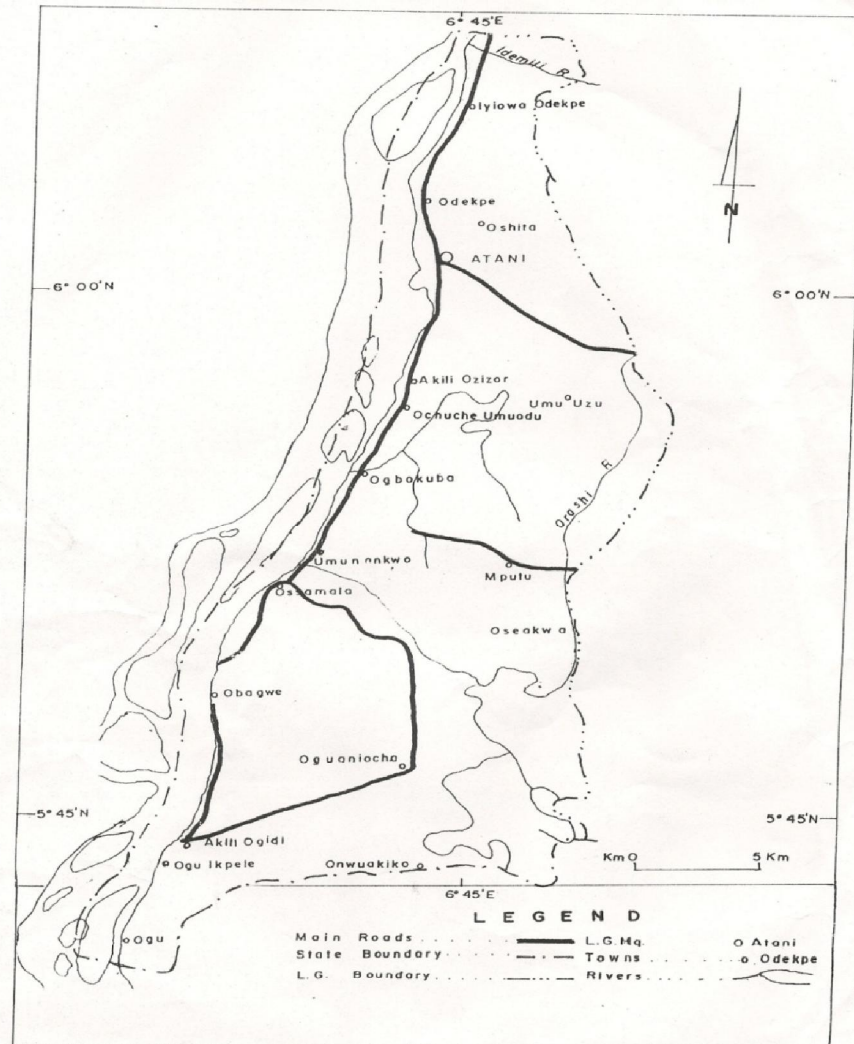 6° 45'E
Idemili R
Iyiowa Odekpe
Odekpe
Oshita
ATANI
N
6° 00'N
6° 00'N
Akili Ozizor
Umu Uzu
Ochuche Umuodu
Ogbakuba
Orashi R
Umunankwo
Mputu
Ossamala
Oseakwa
Obagwe
Oguaniocha
5° 45'N
5° 45'N
Akili Ogidi
Ogu Ikpele
Onwuakiko
Km 0 5 Km
6° 45'E
LEGEND
Ogu
Main Roads L.G.Hq. Atani
State Boundary Towns Odekpe
L.G. Boundary Rivers